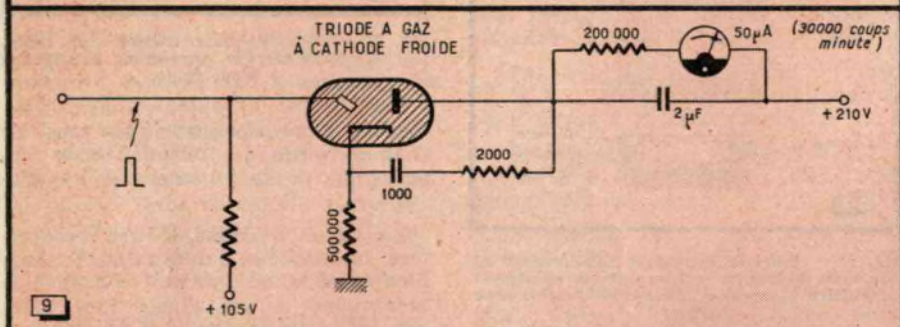 TRIODE A GAZ
À CATHODE FROIDE
200 000
50µA
(30000 coups
minute)
2µF
+210V
2000
1000
500000
+105V
9